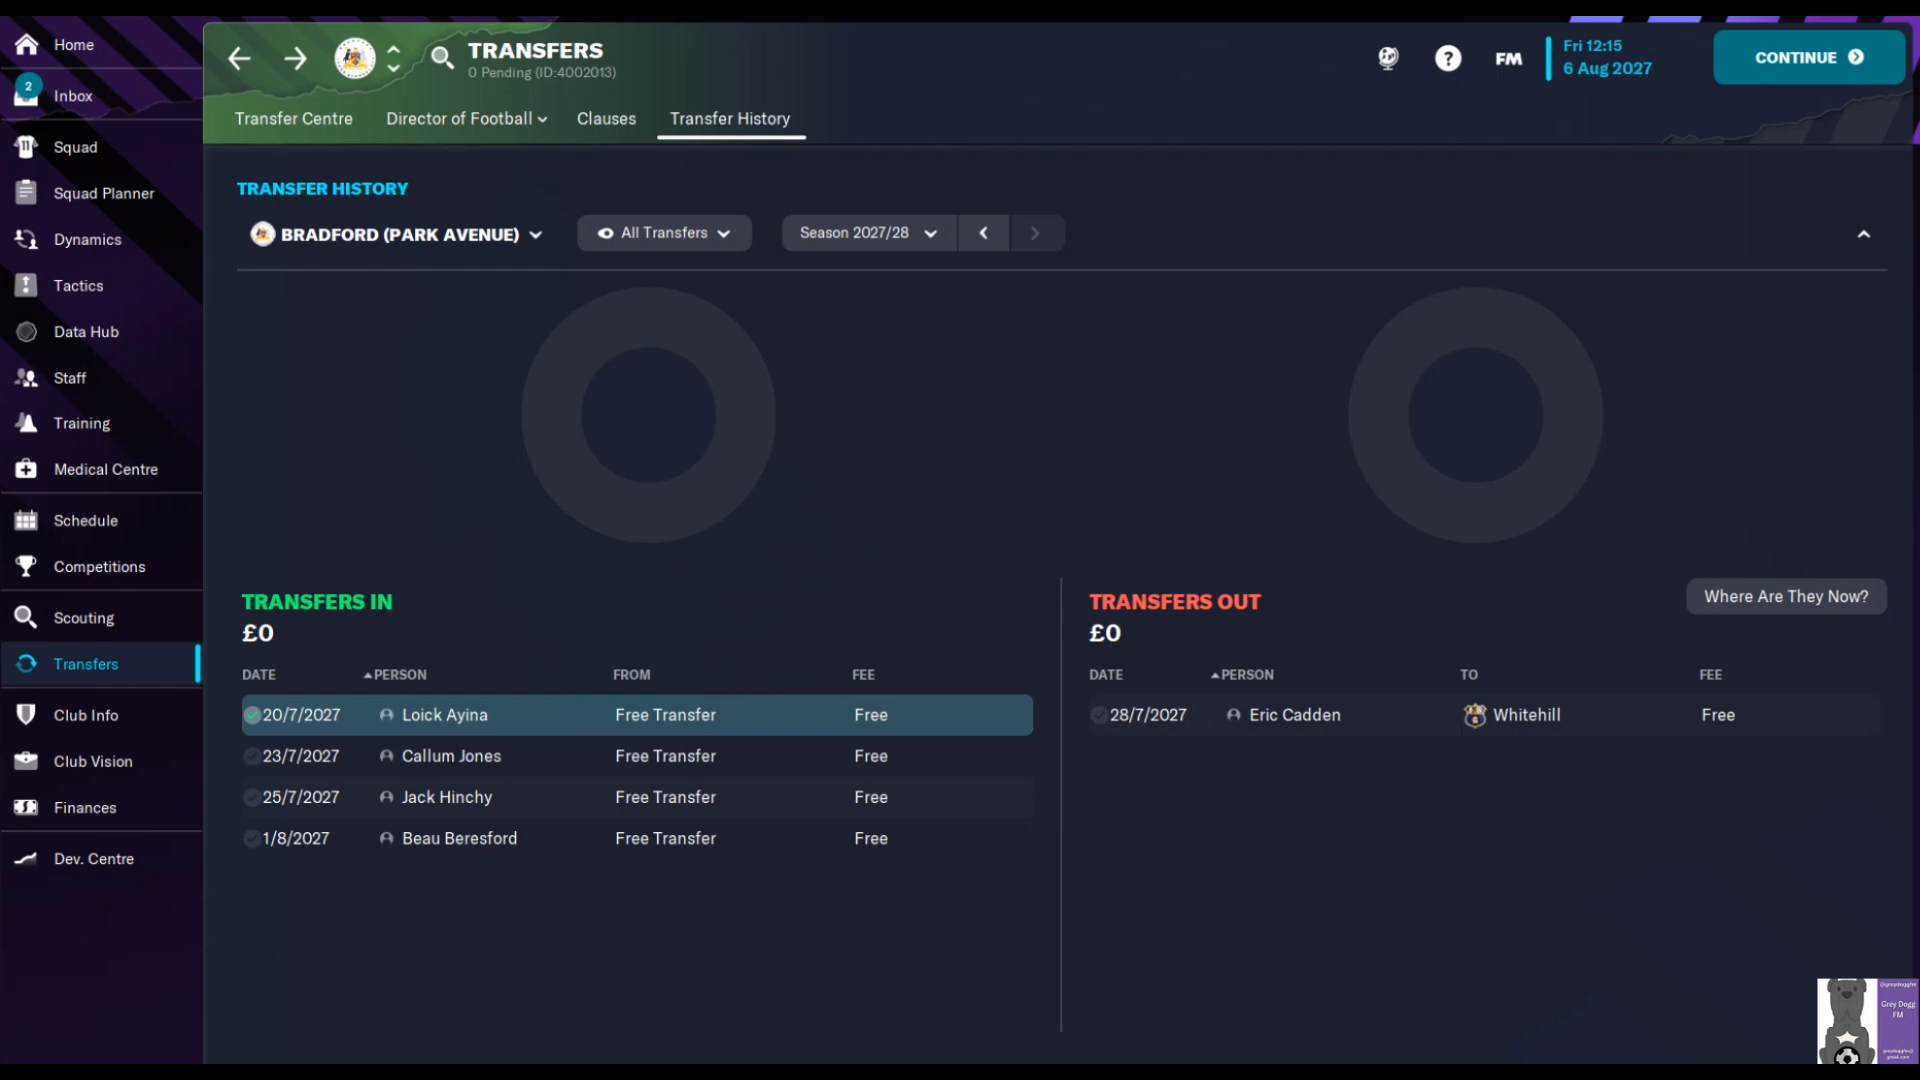 Home
2
Inbox
Squad
Squad Planner
Dynamics
Tactics
Data Hub
Staff
Training
Medical Centre
Schedule
Competitions
Scouting
Transfers
Club Info
Club Vision
Finances
Dev. Centre
TRANSFERS
0 Pending (ID:4002013)
FM
Fri 12:15
6 Aug 2027
CONTINUE
Transfer Centre
Director of Football
Clauses
Transfer History
TRANSFER HISTORY
BRADFORD (PARK AVENUE)
All Transfers
Season 2027/28
TRANSFERS IN
£0
DATE PERSON FROM FEE
20/7/2027 Loick Ayina Free Transfer Free
23/7/2027 Callum Jones Free Transfer Free
25/7/2027 Jack Hinchy Free Transfer Free
1/8/2027 Beau Beresford Free Transfer Free
TRANSFERS OUT
£0
Where Are They Now?
DATE PERSON TO FEE
28/7/2027 Eric Cadden Whitehill Free
@greydoggfm
Grey Dogg
FM